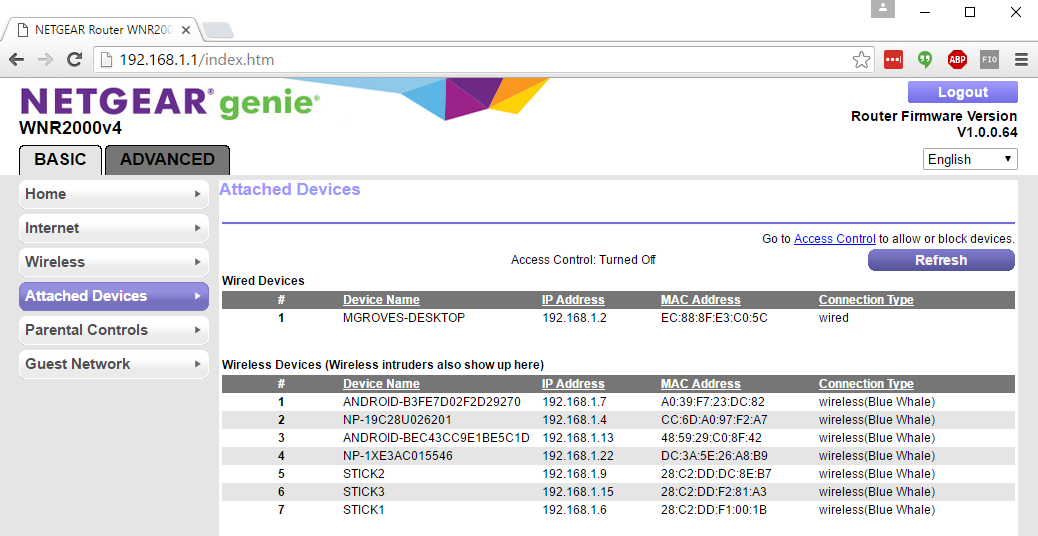 NETGEAR Router WNR200
192.168.1.1/index.htm
ABP
FIO
NETGEAR® genie®
WNR2000v4
Logout
Router Firmware Version
V1.0.0.64
BASIC ADVANCED
English
Home
Internet
Wireless
Attached Devices
Parental Controls
Guest Network
Attached Devices
Go to Access Control to allow or block devices.
Access Control: Turned Off
Refresh
Wired Devices
# Device Name IP Address MAC Address Connection Type
1 MGROVES-DESKTOP 192.168.1.2 EC:88:8F:E3:C0:5C wired
Wireless Devices (Wireless intruders also show up here)
# Device Name IP Address MAC Address Connection Type
1 ANDROID-B3FE7D02F2D29270 192.168.1.7 A0:39:F7:23:DC:82 wireless(Blue Whale)
2 NP-19C28U026201 192.168.1.4 CC:6D:A0:97:F2:A7 wireless(Blue Whale)
3 ANDROID-BEC43CC9E1BE5C1D 192.168.1.13 48:59:29:C0:8F:42 wireless(Blue Whale)
4 NP-1XE3AC015546 192.168.1.22 DC:3A:5E:26:A8:B9 wireless(Blue Whale)
5 STICK2 192.168.1.9 28:C2:DD:DC:8E:B7 wireless(Blue Whale)
6 STICK3 192.168.1.15 28:C2:DD:F2:81:A3 wireless(Blue Whale)
7 STICK1 192.168.1.6 28:C2:DD:F1:00:1B wireless(Blue Whale)